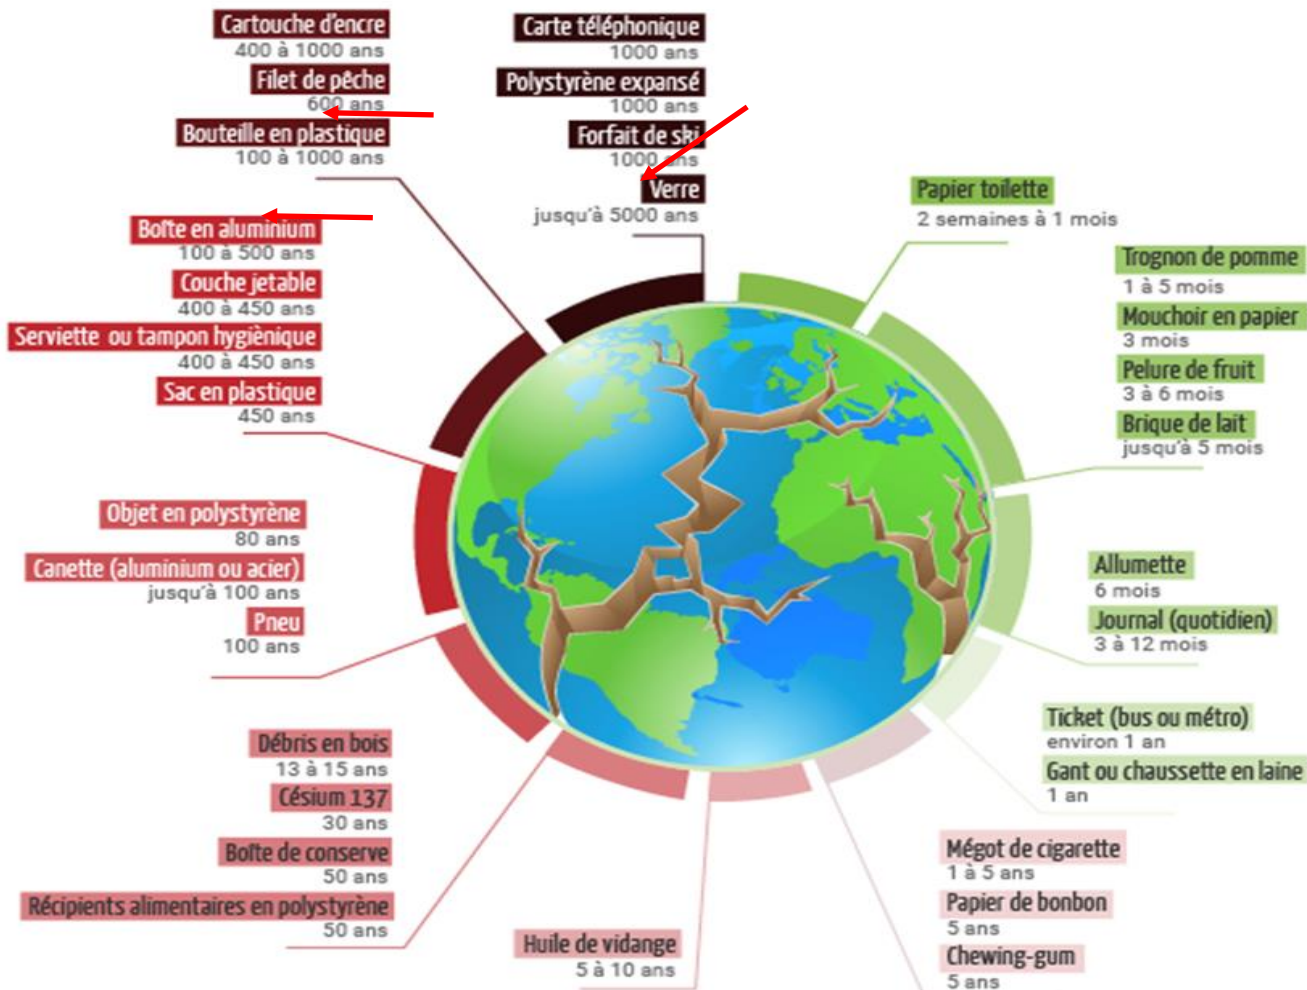 Cartouche d'encre
400 à 1000 ans
Filet de pêche
600 ans
Bouteille en plastique
100 à 1000 ans
Carte téléphonique
1000 ans
Polystyrène expansé
1000 ans
Forfait de ski
1000 ans
Verre
jusqu'à 5000 ans
Papier toilette
2 semaines à 1 mois
Trognon de pomme
1 à 5 mois
Mouchoir en papier
3 mois
Pelure de fruit
3 à 6 mois
Brique de lait
jusqu'à 5 mois
Boîte en aluminium
100 à 500 ans
Couche jetable
400 à 450 ans
Serviette ou tampon hygiènique
400 à 450 ans
Sac en plastique
450 ans
Objet en polystyrène
80 ans
Canette (aluminium ou acier)
jusqu'à 100 ans
Pneu
100 ans
Allumette
6 mois
Journal (quotidien)
3 à 12 mois
Ticket (bus ou métro)
environ 1 an
Gant ou chaussette en laine
1 an
Débris en bois
13 à 15 ans
Césium 137
30 ans
Boîte de conserve
50 ans
Récipients alimentaires en polystyrène
50 ans
Huile de vidange
5 à 10 ans
Mégot de cigarette
1 à 5 ans
Papier de bonbon
5 ans
Chewing-gum
5 ans